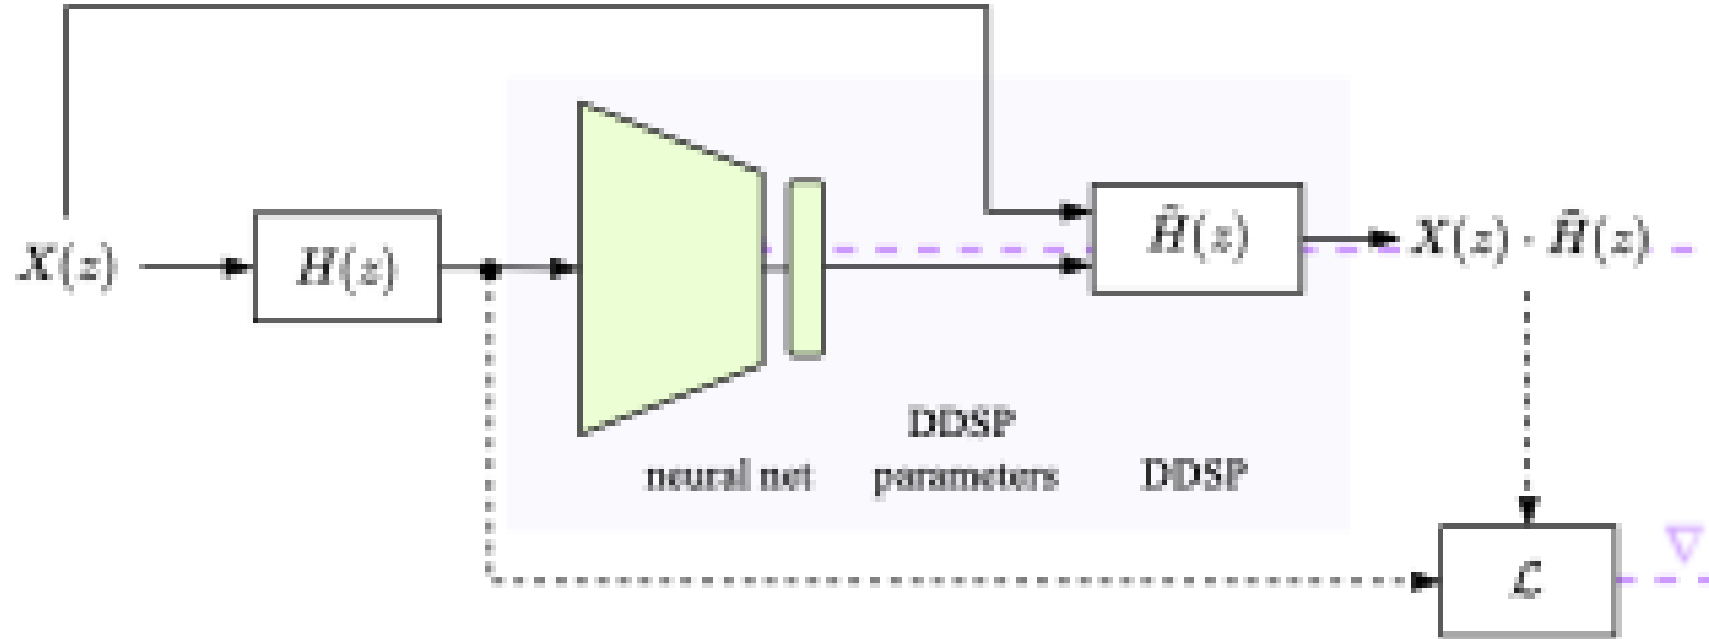 X(z)
H(z)
H̃(z)
X(z) · H̃(z)
neural net
DDSP
parameters
DDSP
∇
ℒ